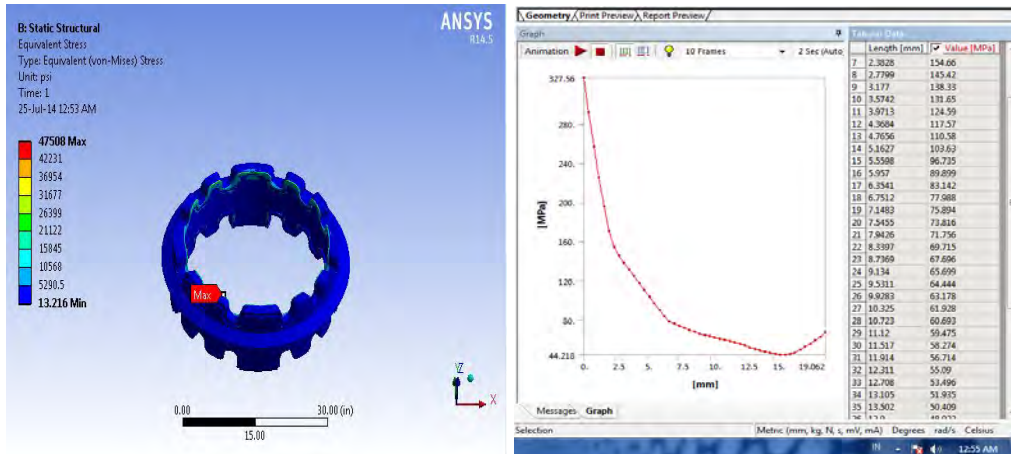 B: Static Structural
Equivalent Stress
Type: Equivalent (von-Mises) Stress
Unit: psi
Time: 1
25-Jul-14 12:53 AM
ANSYS
R14.5
47508 Max
42231
36954
31677
26399
21122
15845
10568
5290.5
13.216 Min
Max
0.00 30.00 (in)
15.00
Z
X
Geometry Print Preview Report Preview
Graph
Animation 10 Frames 2 Sec (Auto
327.56
280.
240.
200.
160.
120.
80.
44.218
[MPa]
0. 2.5 5. 7.5 10. 12.5 15. 19.062
[mm]
Messages Graph
Tabular Data
Length [mm] Value [MPa]
7 2.3828 154.66
8 2.7799 145.42
9 3.177 138.33
10 3.5742 131.65
11 3.9713 124.59
12 4.3684 117.57
13 4.7656 110.58
14 5.1627 103.63
15 5.5598 96.735
16 5.957 89.899
17 6.3541 83.142
18 6.7512 77.988
19 7.1483 75.894
20 7.5455 73.816
21 7.9426 71.756
22 8.3397 69.715
23 8.7369 67.696
24 9.134 65.699
25 9.5311 64.444
26 9.9283 63.178
27 10.325 61.928
28 10.723 60.693
29 11.12 59.475
30 11.517 58.274
31 11.914 56.714
32 12.311 55.09
33 12.708 53.496
34 13.105 51.935
35 13.502 50.409
Selection Metric (mm, kg, N, s, mV, mA) Degrees rad/s Celsius
IN 12:55 AM